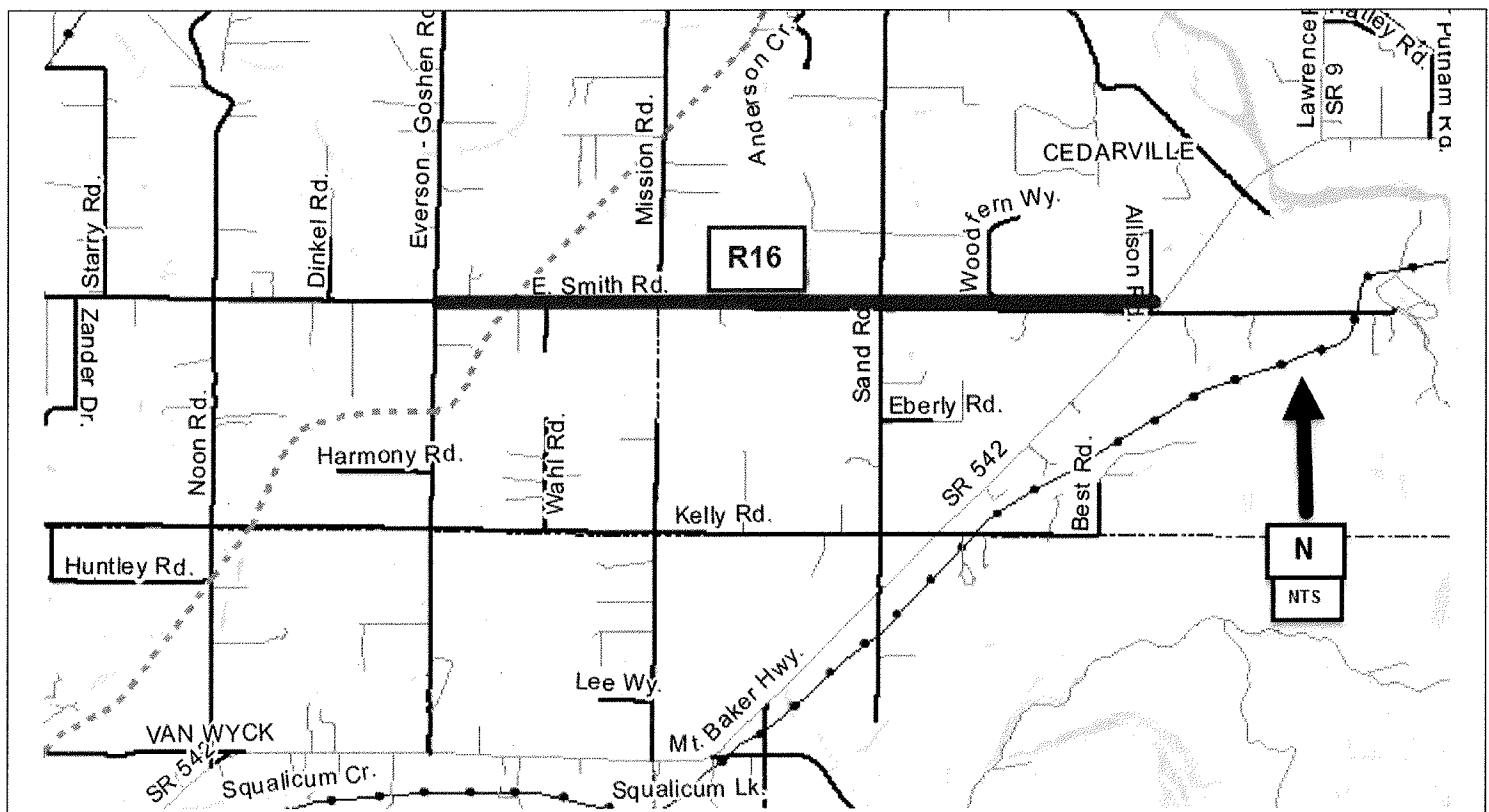 Starry Rd.
Dinkel Rd.
Everson - Goshen Rd
Mission Rd.
Anderson Cr.
Lawrence
SR 9
Hatley Rd.
Putnam Rd.
CEDARVILLE
Woodfern Wy.
Allison
R16
E. Smith Rd.
Zander Dr.
Noon Rd.
Sand Rd
Eberly Rd.
Harmony Rd.
Wahl Rd.
SR 542
Best Rd.
Kelly Rd.
Huntley Rd.
N
NTS
Lee Wy.
Mt. Baker Hwy.
VAN WYCK
SR 542
Squalicum Cr.
Squalicum Lk.